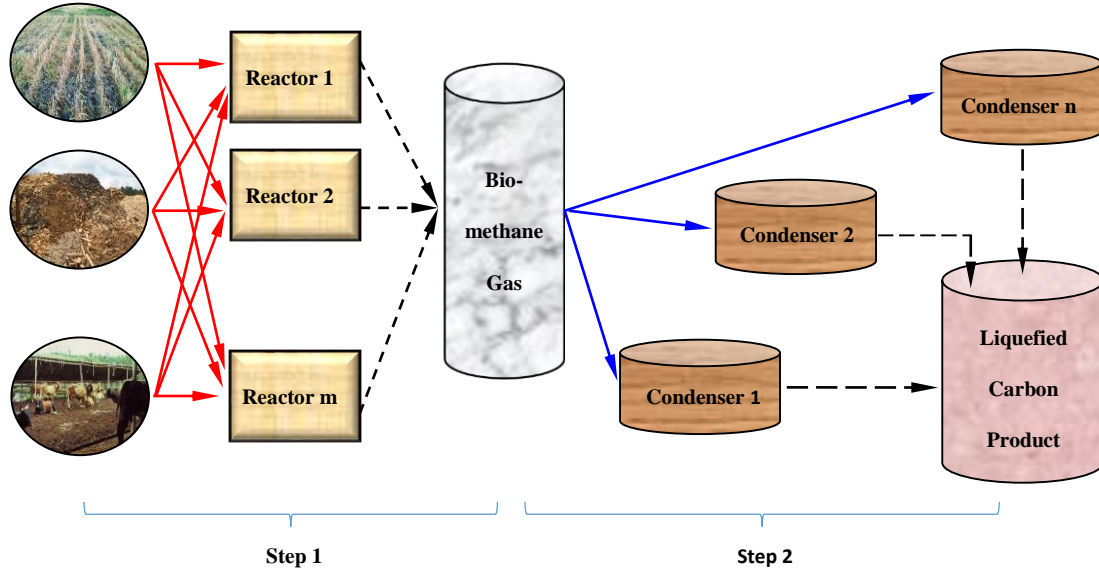 Reactor 1
Reactor 2
Reactor m
Bio-
methane
Gas
Condenser n
Condenser 2
Condenser 1
Liquefied
Carbon
Product
Step 1
Step 2